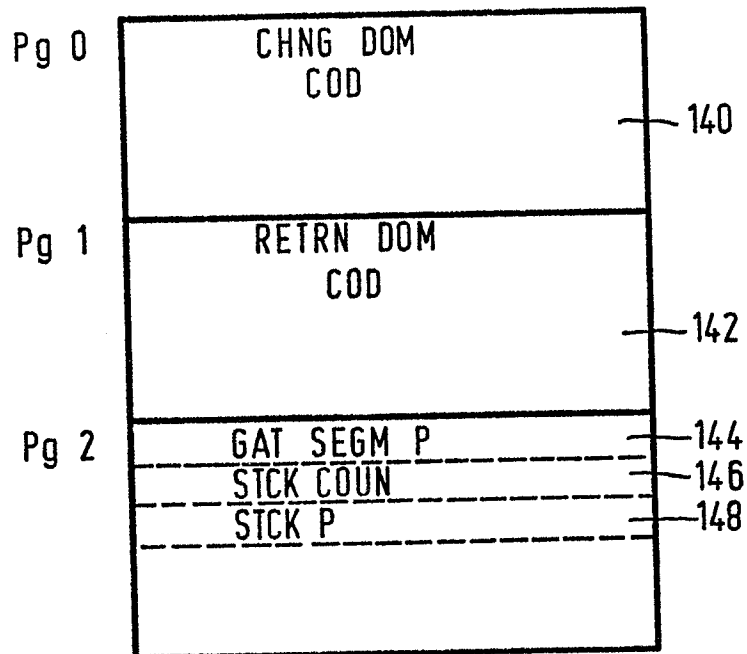 Pg 0 CHNG DOM
COD
140
Pg 1 RETRN DOM
COD
142
Pg 2 GAT SEGM P 144
STCK COUN 146
STCK P 148